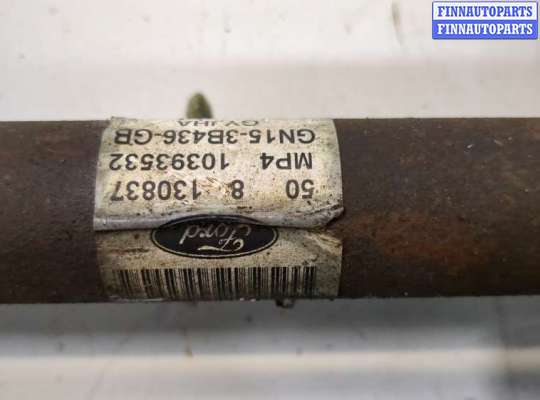 FINNAUTOPARTS
FINNAUTOPARTS
50 8 130837
MP4 10393532
GN15-3B436-GB
Ford